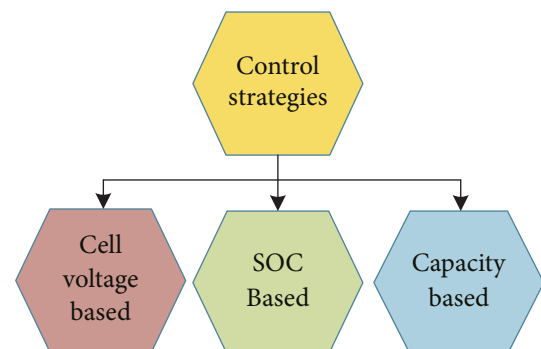 Control
strategies
Cell
voltage
based
SOC
Based
Capacity
based